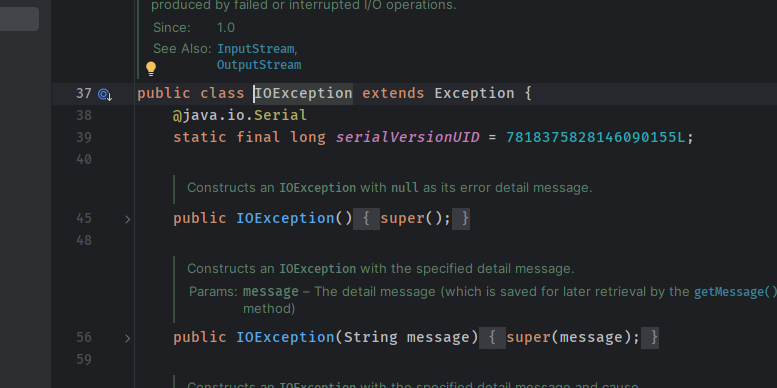 produced by failed or interrupted I/O operations.
Since: 1.0
See Also: InputStream,
OutputStream
37 public class IOException extends Exception {
38 @java.io.Serial
39 static final long serialVersionUID = 7818375828146090155L;
40
Constructs an IOException with null as its error detail message.
45 public IOException() { super(); }
48
Constructs an IOException with the specified detail message.
Params: message – The detail message (which is saved for later retrieval by the getMessage()
method)
56 public IOException(String message) { super(message); }
59
Constructs an IOException with the specified detail message and cause